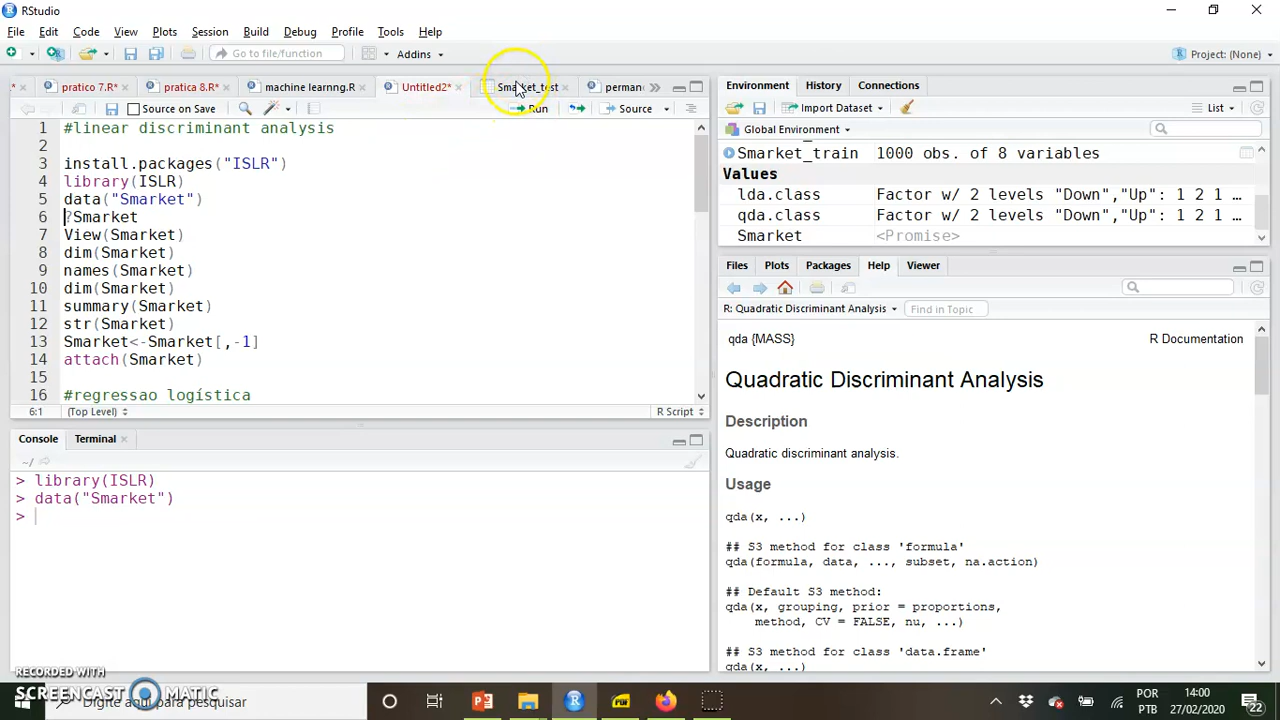 RStudio
File Edit Code View Plots Session Build Debug Profile Tools Help
Go to file/function Addins Project: (None)
pratico 7.R* pratica 8.R* machine learnng.R Untitled2* Smarket_test perman
Source on Save Run Source
1 #linear discriminant analysis
2
3 install.packages("ISLR")
4 library(ISLR)
5 data("Smarket")
6 ?Smarket
7 View(Smarket)
8 dim(Smarket)
9 names(Smarket)
10 dim(Smarket)
11 summary(Smarket)
12 str(Smarket)
13 Smarket<-Smarket[,-1]
14 attach(Smarket)
15
16 #regressao logística
6:1 (Top Level) R Script
Console Terminal
~/
> library(ISLR)
> data("Smarket")
>
Environment History Connections
Import Dataset List
Global Environment
Smarket_train 1000 obs. of 8 variables
Values
lda.class Factor w/ 2 levels "Down","Up": 1 2 1 …
qda.class Factor w/ 2 levels "Down","Up": 1 2 1 …
Smarket <Promise>
Files Plots Packages Help Viewer
R: Quadratic Discriminant Analysis Find in Topic
qda {MASS} R Documentation
Quadratic Discriminant Analysis
Description
Quadratic discriminant analysis.
Usage
qda(x, ...)
## S3 method for class 'formula'
qda(formula, data, ..., subset, na.action)
## Default S3 method:
qda(x, grouping, prior = proportions,
method, CV = FALSE, nu, ...)
## S3 method for class 'data.frame'
qda(x, ...)
RECORDED WITH
SCREENCAST MATIC
Digite aqui para pesquisar
POR
PTB
14:00
27/02/2020
22